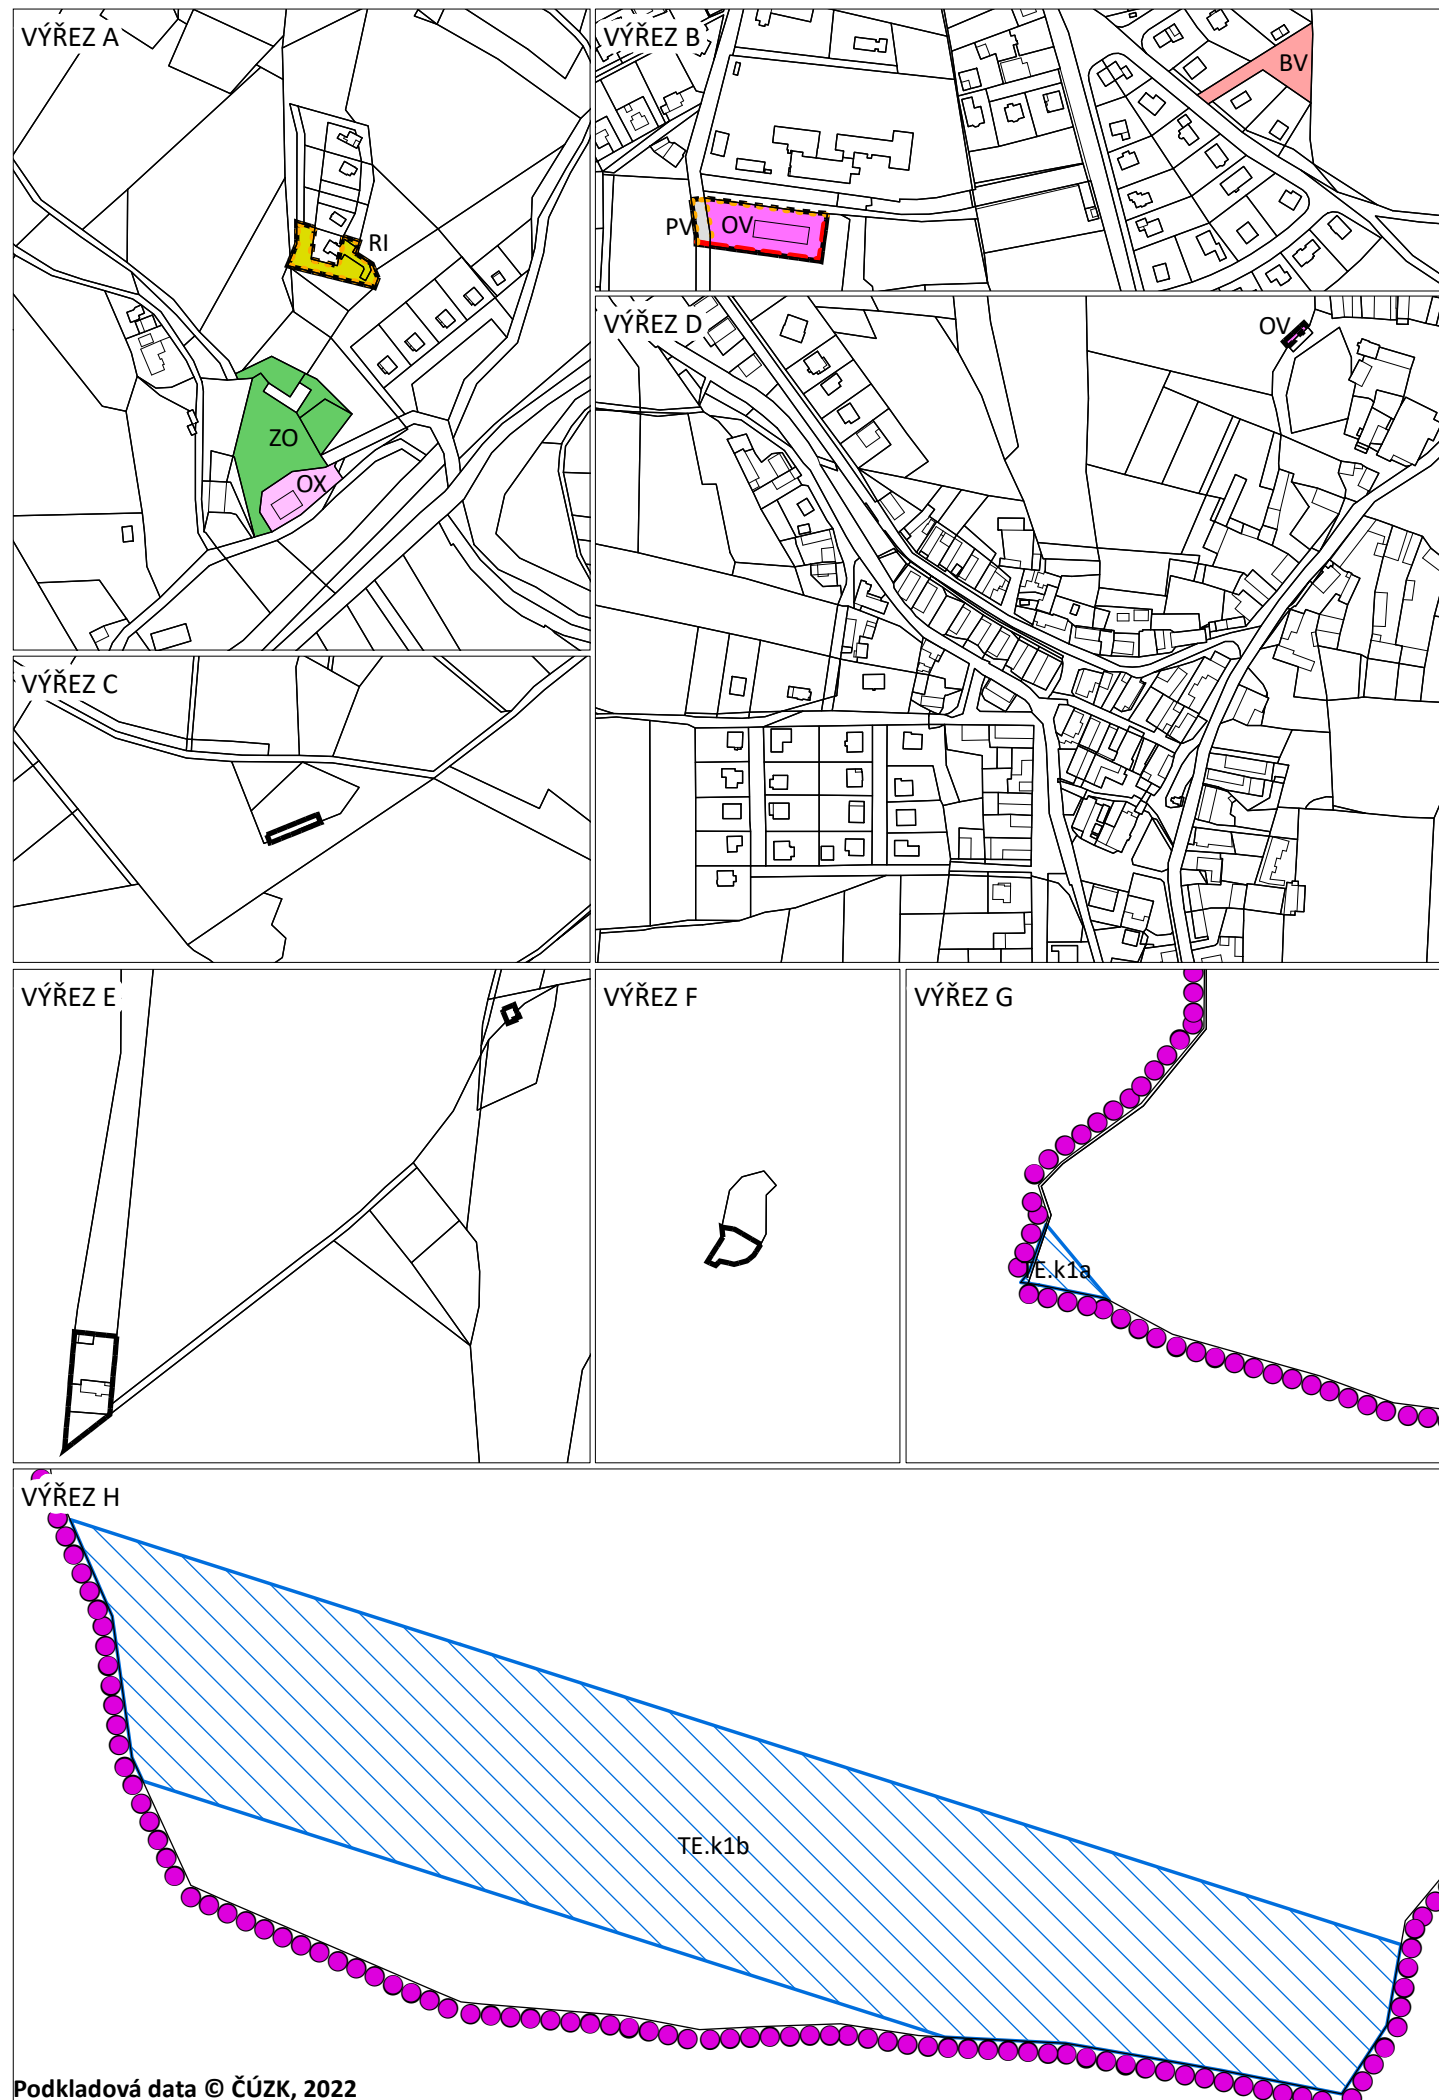 VÝŘEZ A
RI
ZO
OX
VÝŘEZ B
BV
PV
OV
VÝŘEZ C
VÝŘEZ D
OV
VÝŘEZ E
VÝŘEZ F
VÝŘEZ G
TE.k1a
VÝŘEZ H
TE.k1b
Podkladová data © ČÚZK, 2022